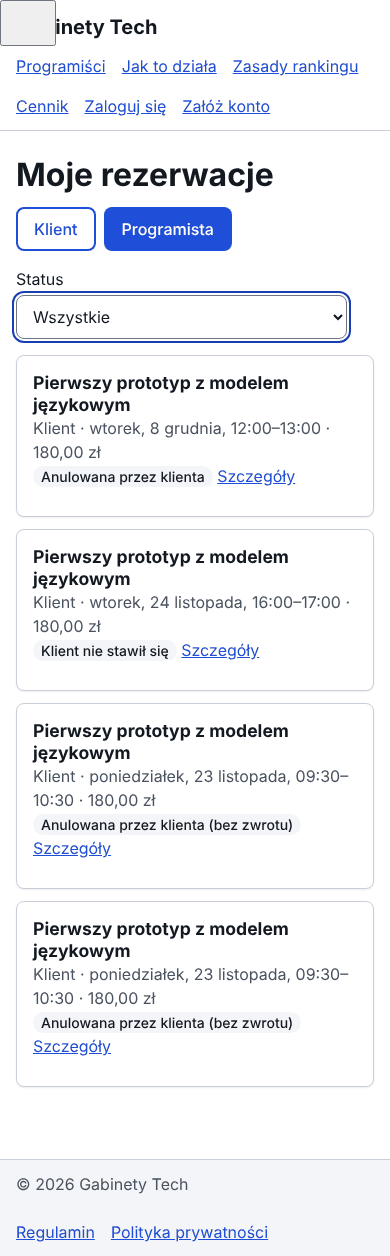 inety Tech
Programiści Jak to działa Zasady rankingu
Cennik Zaloguj się Załóż konto
Moje rezerwacje
Klient Programista
Status
Wszystkie
Pierwszy prototyp z modelem
językowym
Klient · wtorek, 8 grudnia, 12:00–13:00 ·
180,00 zł
Anulowana przez klienta Szczegóły
Pierwszy prototyp z modelem
językowym
Klient · wtorek, 24 listopada, 16:00–17:00 ·
180,00 zł
Klient nie stawił się Szczegóły
Pierwszy prototyp z modelem
językowym
Klient · poniedziałek, 23 listopada, 09:30–
10:30 · 180,00 zł
Anulowana przez klienta (bez zwrotu)
Szczegóły
Pierwszy prototyp z modelem
językowym
Klient · poniedziałek, 23 listopada, 09:30–
10:30 · 180,00 zł
Anulowana przez klienta (bez zwrotu)
Szczegóły
© 2026 Gabinety Tech
Regulamin Polityka prywatności